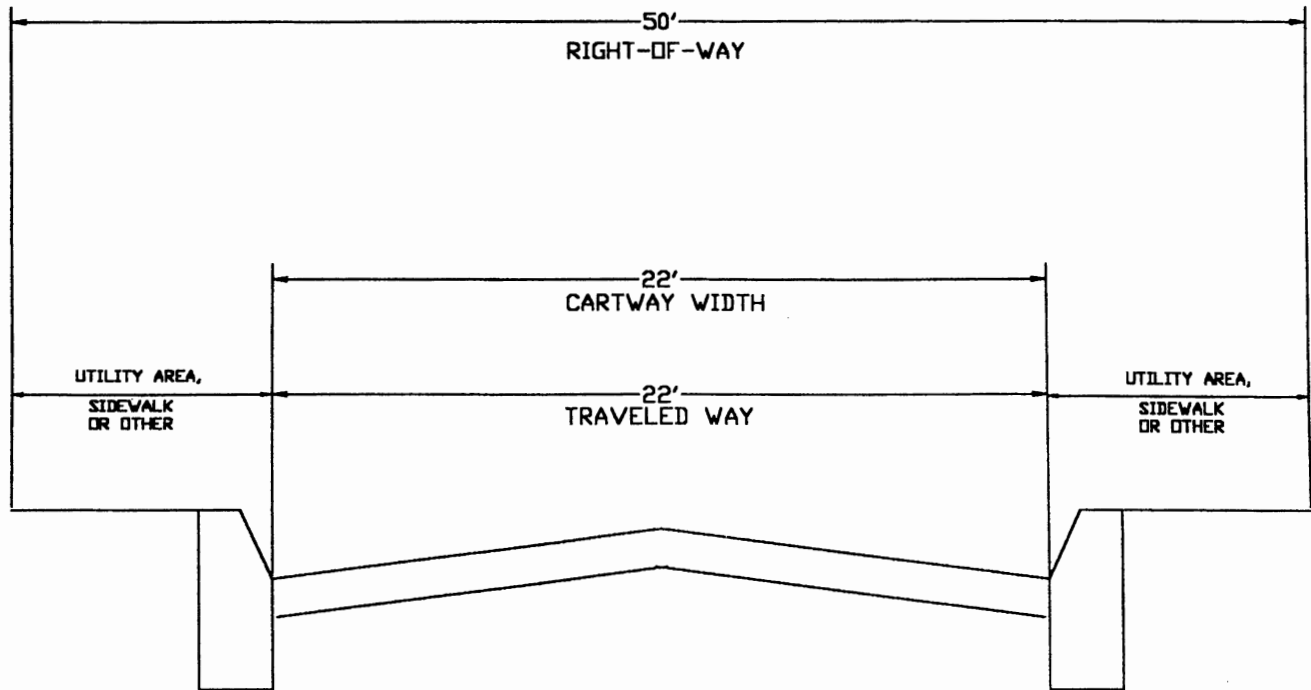 50'
RIGHT-OF-WAY
22'
CARTWAY WIDTH
UTILITY AREA,
SIDEWALK
OR OTHER
22'
TRAVELED WAY
UTILITY AREA,
SIDEWALK
OR OTHER